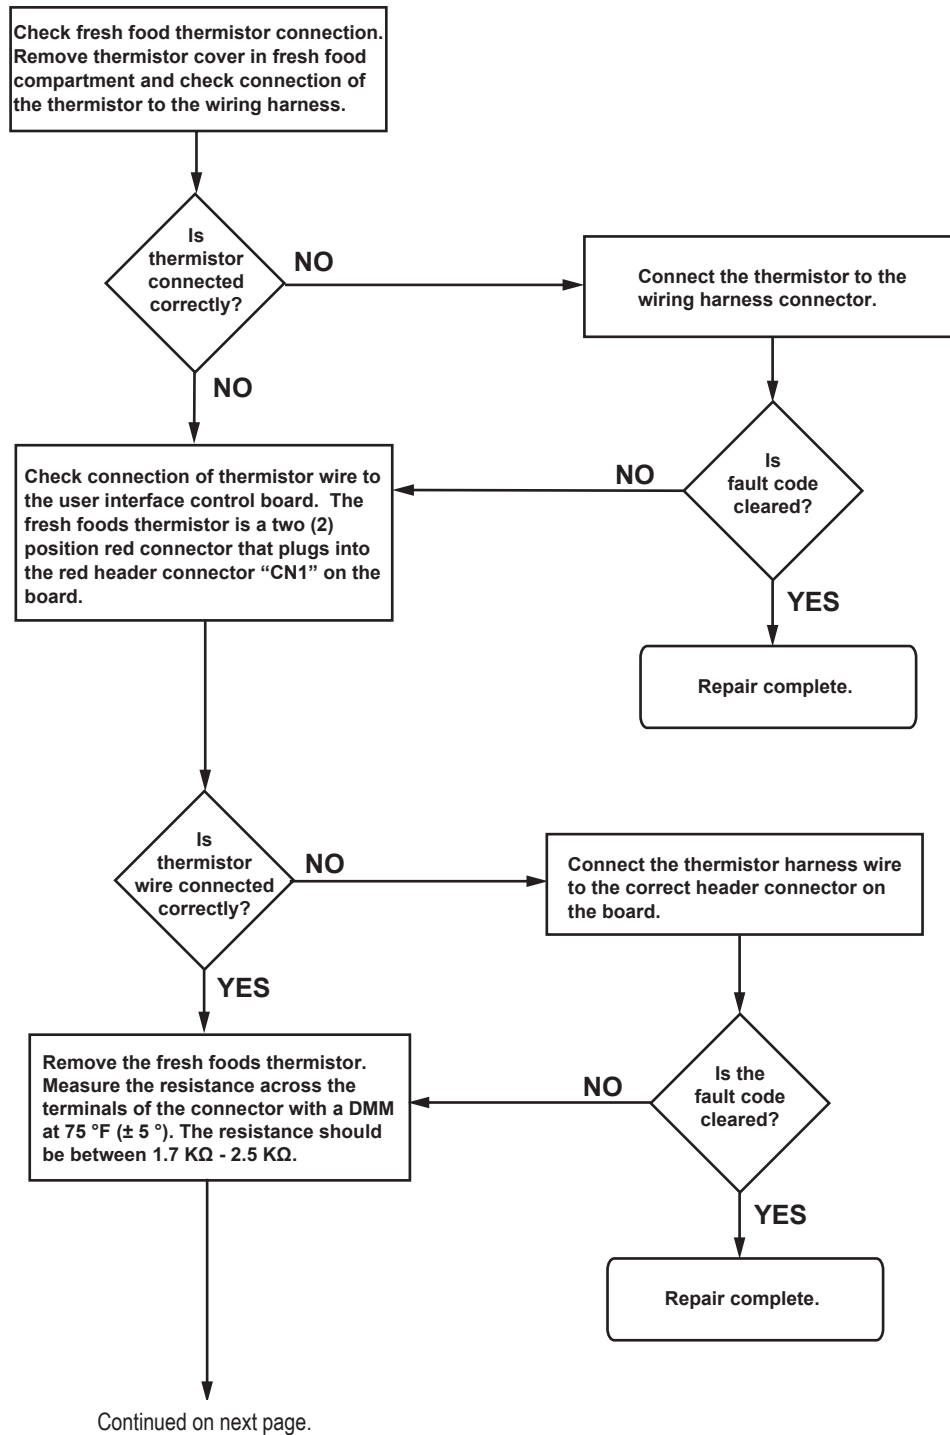 Check fresh food thermistor connection.
Remove thermistor cover in fresh food
compartment and check connection of
the thermistor to the wiring harness.
Is
thermistor
connected
correctly?
NO
Connect the thermistor to the
wiring harness connector.
NO
Check connection of thermistor wire to
the user interface control board. The
fresh foods thermistor is a two (2)
position red connector that plugs into
the red header connector “CN1” on the
board.
NO
Is
fault code
cleared?
YES
Repair complete.
Is
thermistor
wire connected
correctly?
NO
Connect the thermistor harness wire
to the correct header connector on
the board.
YES
Remove the fresh foods thermistor.
Measure the resistance across the
terminals of the connector with a DMM
at 75 °F (± 5 °). The resistance should
be between 1.7 KΩ - 2.5 KΩ.
NO
Is the
fault code
cleared?
YES
Repair complete.
Continued on next page.